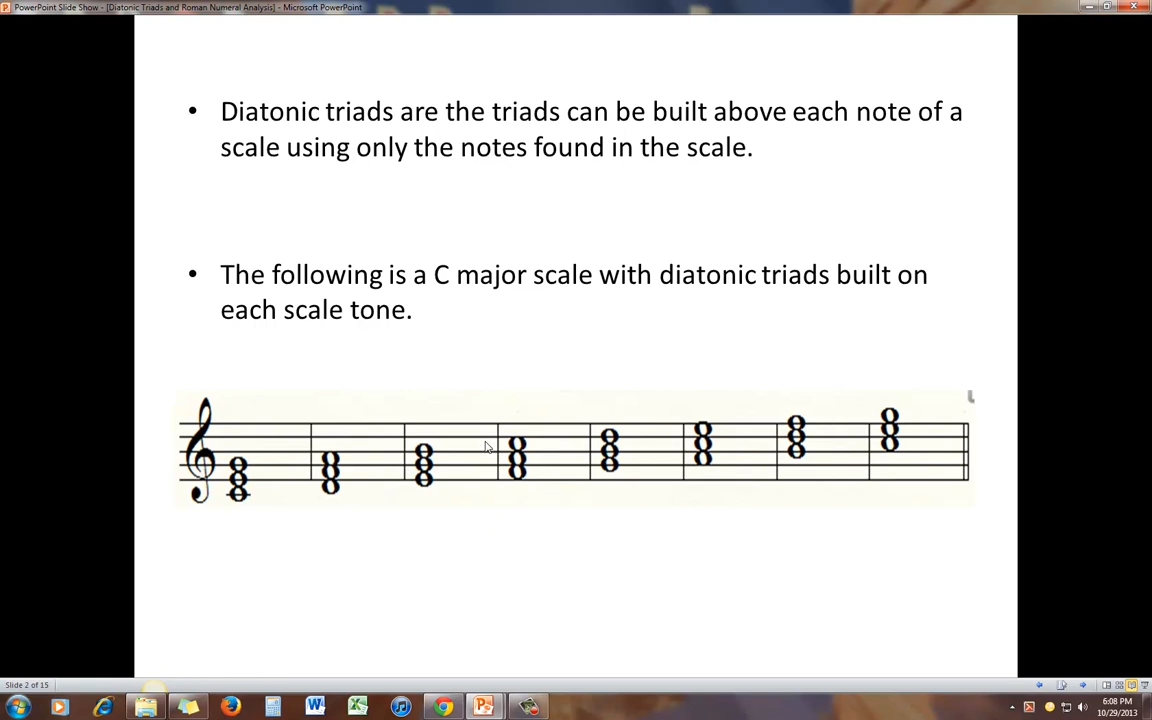 PowerPoint Slide Show - [Diatonic Triads and Roman Numeral Analysis] - Microsoft PowerPoint
• Diatonic triads are the triads can be built above each note of a
scale using only the notes found in the scale.
• The following is a C major scale with diatonic triads built on
each scale tone.
Slide 2 of 15
6:08 PM
10/29/2013